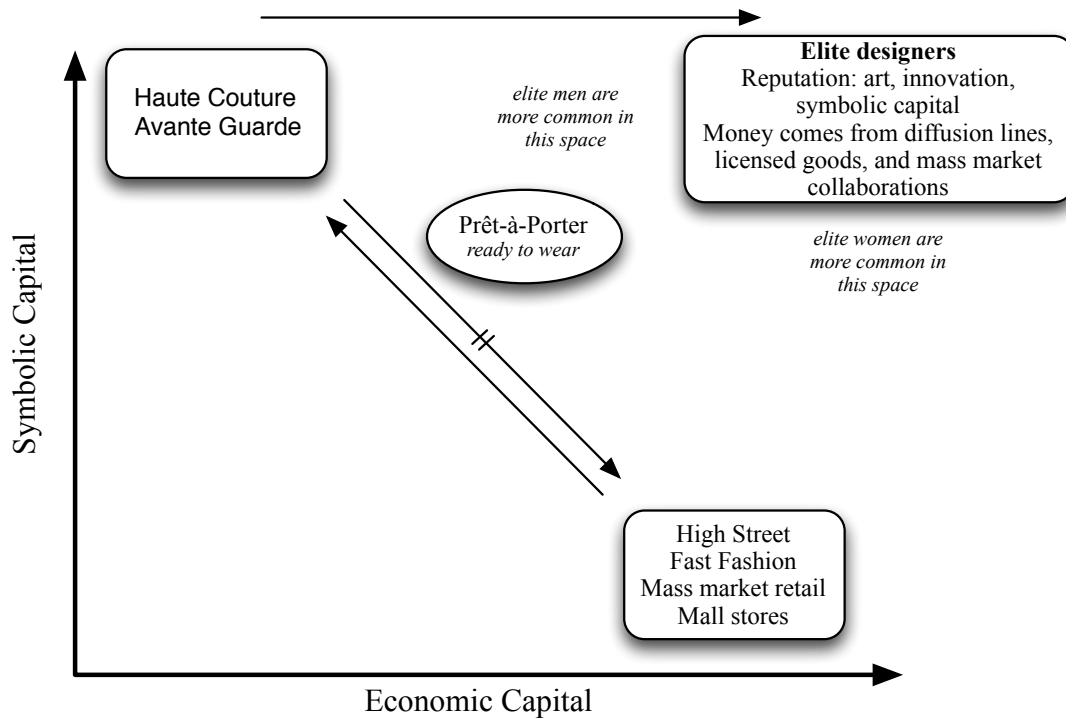 Haute Couture
Avante Guarde
elite men are
more common in
this space
Elite designers
Reputation: art, innovation,
symbolic capital
Money comes from diffusion lines,
licensed goods, and mass market
collaborations
Prêt-à-Porter
ready to wear
elite women are
more common in
this space
Symbolic Capital
High Street
Fast Fashion
Mass market retail
Mall stores
Economic Capital